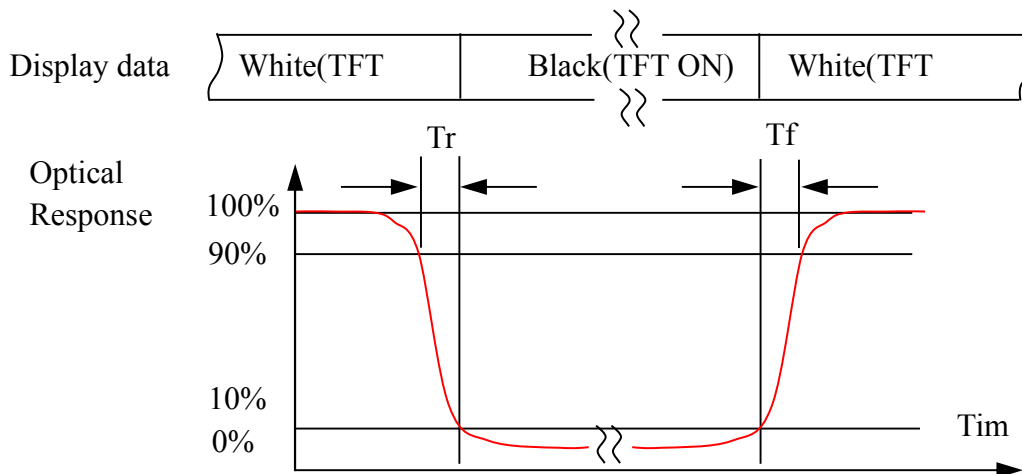 Display data White(TFT Black(TFT ON) White(TFT
Tr Tf
Optical
Response
100%
90%
10%
0%
Tim